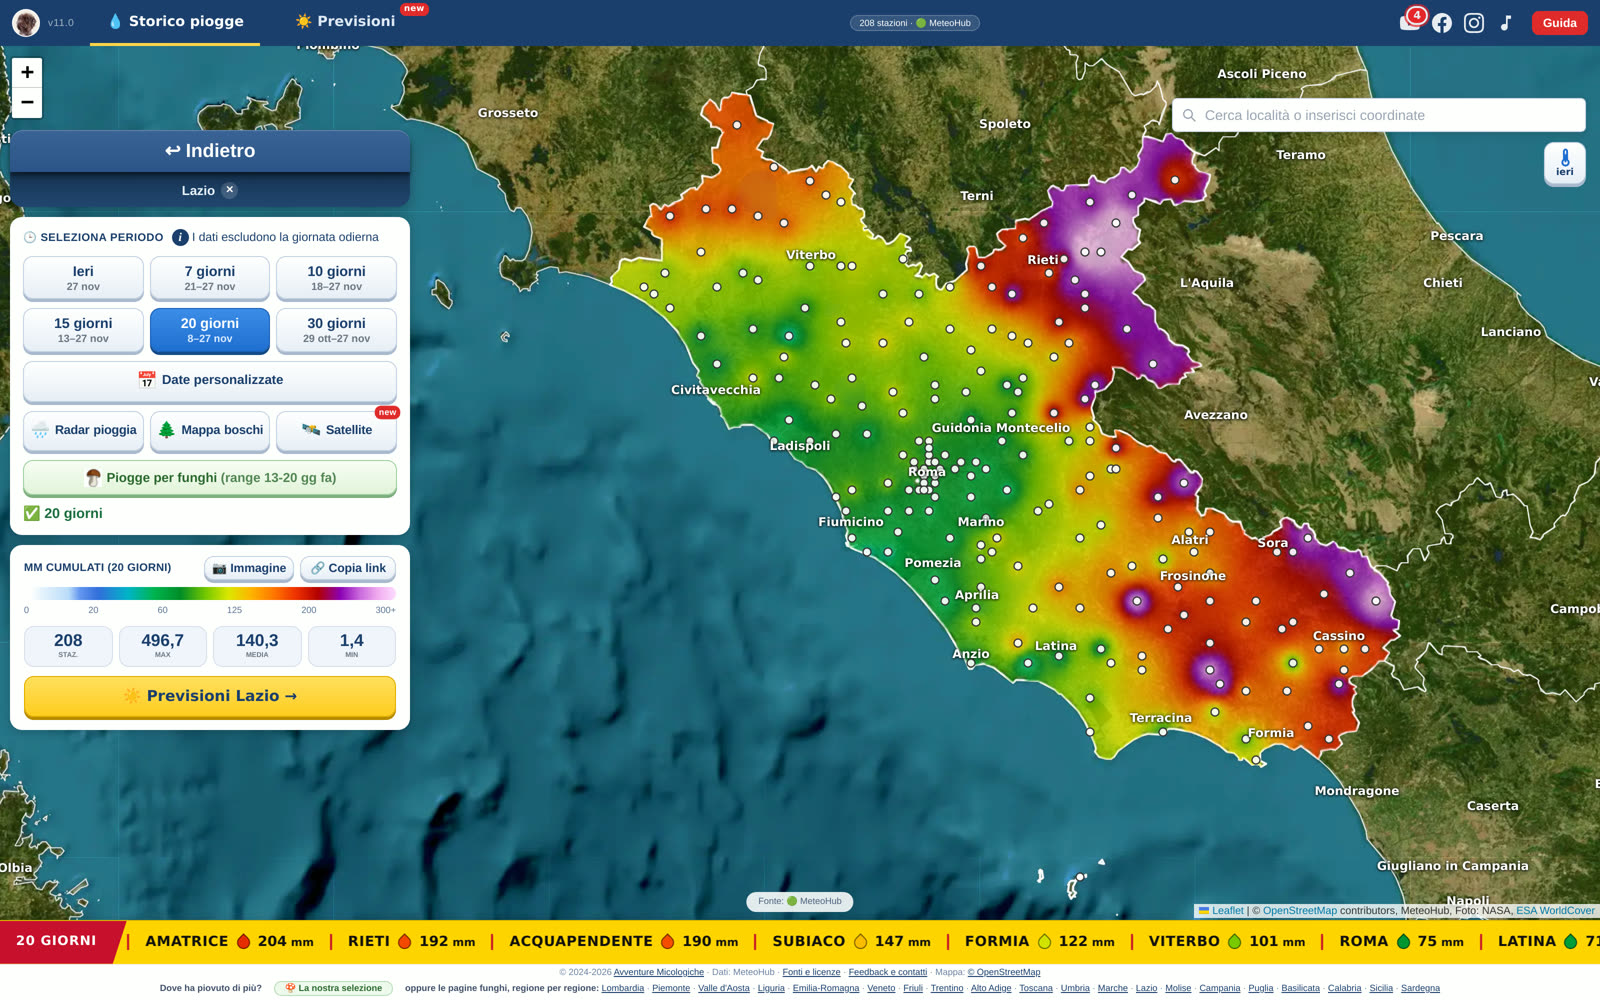 v11.0
Storico piogge
Previsioni
new
208 stazioni · MeteoHub
4
Guida
+
−
Indietro
Lazio ×
SELEZIONA PERIODO i I dati escludono la giornata odierna
Ieri
27 nov
7 giorni
21–27 nov
10 giorni
18–27 nov
15 giorni
13–27 nov
20 giorni
8–27 nov
30 giorni
29 ott–27 nov
Date personalizzate
Radar pioggia
Mappa boschi
Satellite
new
Piogge per funghi (range 13-20 gg fa)
20 giorni
MM CUMULATI (20 GIORNI)
Immagine
Copia link
0 20 60 125 200 300+
208
STAZ.
496,7
MAX
140,3
MEDIA
1,4
MIN
Previsioni Lazio →
Cerca località o inserisci coordinate
ieri
Piombino
Grosseto
Ascoli Piceno
Spoleto
Teramo
Terni
Pescara
Viterbo
Rieti
L'Aquila
Chieti
Lanciano
Civitavecchia
Avezzano
Guidonia Montecelio
Ladispoli
Roma
Fiumicino
Marino
Alatri
Sora
Pomezia
Frosinone
Aprilia
Campob
Cassino
Latina
Anzio
Terracina
Formia
Mondragone
Caserta
Olbia
Giugliano in Campania
Napoli
Fonte: MeteoHub
Leaflet | © OpenStreetMap contributors, MeteoHub, Foto: NASA, ESA WorldCover
20 GIORNI | AMATRICE 204 mm | RIETI 192 mm | ACQUAPENDENTE 190 mm | SUBIACO 147 mm | FORMIA 122 mm | VITERBO 101 mm | ROMA 75 mm | LATINA 71
© 2024-2026 Avventure Micologiche · Dati: MeteoHub · Fonti e licenze · Feedback e contatti · Mappa: © OpenStreetMap
Dove ha piovuto di più? La nostra selezione oppure le pagine funghi, regione per regione: Lombardia · Piemonte · Valle d'Aosta · Liguria · Emilia-Romagna · Veneto · Friuli · Trentino · Alto Adige · Toscana · Umbria · Marche · Lazio · Molise · Campania · Puglia · Basilicata · Calabria · Sicilia · Sardegna